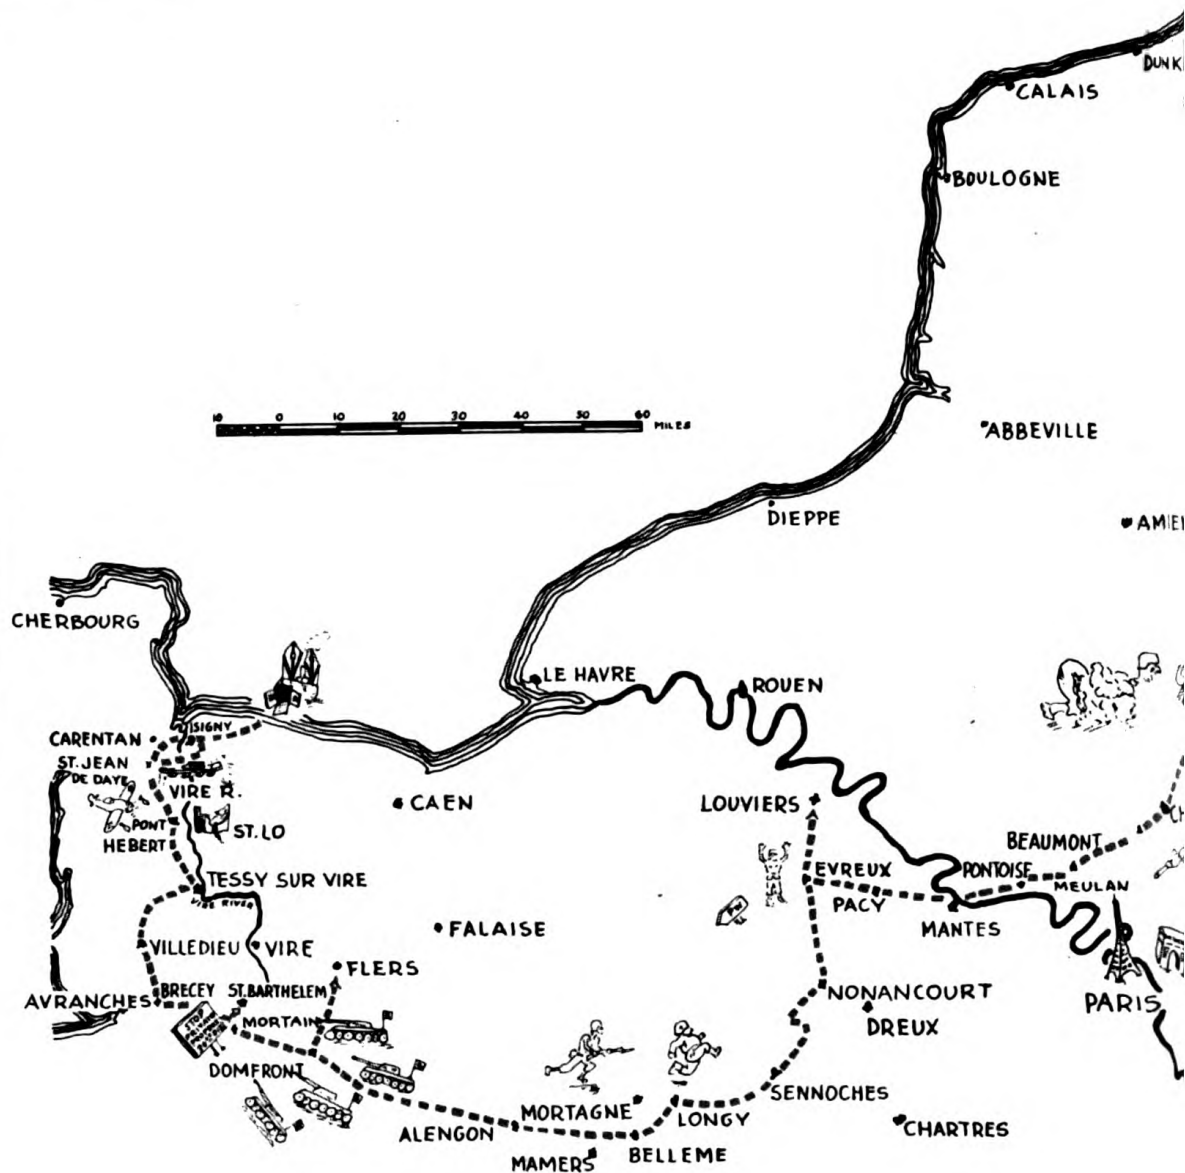 DUNK
CALAIS
BOULOGNE
10 0 10 20 30 40 50 60 MILES
ABBEVILLE
DIEPPE
AMIE
CHERBOURG
LE HAVRE
ROUEN
ISIGNY
CARENTAN
ST. JEAN
DE DAYE
VIRE R.
CAEN
LOUVIERS
PONT
HEBERT
ST. LO
BEAUMONT
CH
TESSY SUR VIRE
VIRE RIVER
EVREUX
PONTOISE
MEULAN
PACY
MANTES
FALAISE
VILLEDIEU
VIRE
FLERS
BRECEY
ST. BARTHELEM
AVRANCHES
STOP
MORTAIN
NONANCOURT
DREUX
PARIS
DOMFRONT
SENNOCHES
MORTAGNE
LONGY
CHARTRES
ALENGON
BELLEME
MAMERS